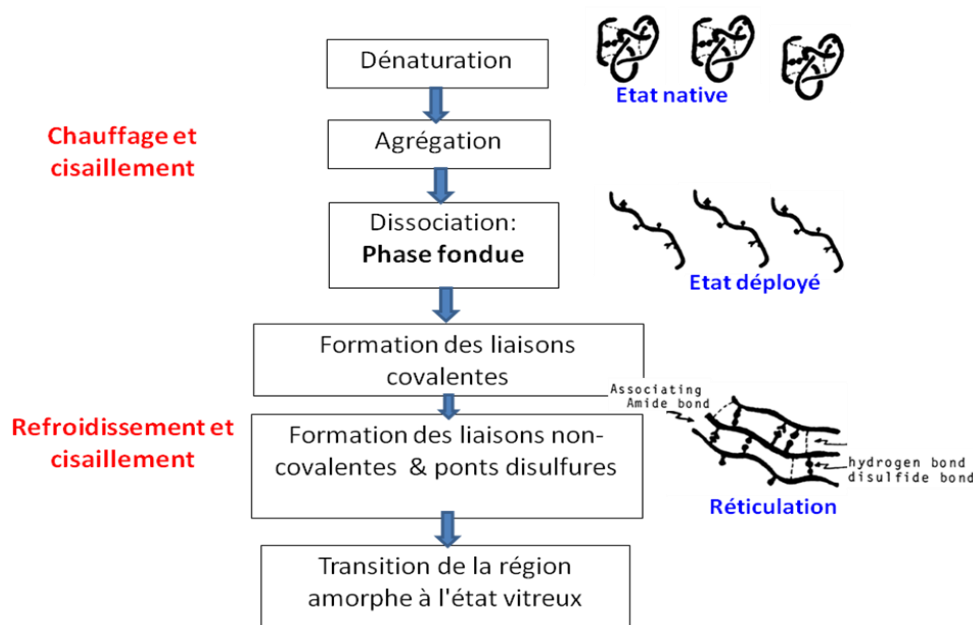 Dénaturation
Etat native
Chauffage et
cisaillement
Agrégation
Dissociation:
Phase fondue
Etat déployé
Formation des liaisons
covalentes
Associating
Amide bond
Refroidissement et
cisaillement
Formation des liaisons non-
covalentes & ponts disulfures
hydrogen bond
disulfide bond
Réticulation
Transition de la région
amorphe à l'état vitreux